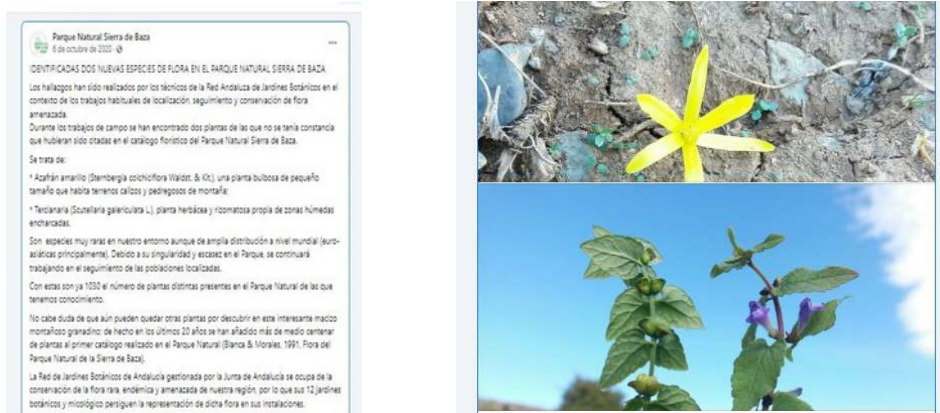 Parque Natural Sierra de Baza
6 de octubre de 2020
IDENTIFICADAS DOS NUEVAS ESPECIES DE FLORA EN EL PARQUE NATURAL SIERRA DE BAZA
Los hallazgos han sido realizados por los técnicos de la Red Andaluza de Jardines Botánicos en el
contexto de los trabajos habituales de localización, seguimiento y conservación de flora
amenazada.
Durante los trabajos de campo se han encontrado dos plantas de las que no se tenía constancia
que hubieran sido citadas en el catálogo florístico del Parque Natural Sierra de Baza.
Se trata de:
* Azafrán amarillo (Sternbergia colchiciflora Waldst. & Kit.), una planta bulbosa de pequeño
tamaño que habita terrenos calizos y pedregosos de montaña;
* Tercianaria (Scutellaria galericulata L.), planta herbácea y rizomatosa propia de zonas húmedas
encharcadas.
Son especies muy raras en nuestro entorno aunque de amplia distribución a nivel mundial (euro-
asiáticas principalmente). Debido a su singularidad y escasez en el Parque, se continuará
trabajando en el seguimiento de las poblaciones localizadas.
Con estas son ya 1030 el número de plantas distintas presentes en el Parque Natural de las que
tenemos conocimiento.
No cabe duda de que aún pueden quedar otras plantas por descubrir en este interesante macizo
montañoso granadino; de hecho en los últimos 20 años se han añadido más de medio centenar
de plantas al primer catálogo realizado en el Parque Natural (Blanca & Morales, 1991, Flora del
Parque Natural de la Sierra de Baza).
La Red de Jardines Botánicos de Andalucía gestionada por la Junta de Andalucía se ocupa de la
conservación de la flora rara, endémica y amenazada de nuestra región, por lo que sus 12 jardines
botánicos y micológico persiguen la representación de dicha flora en sus instalaciones.